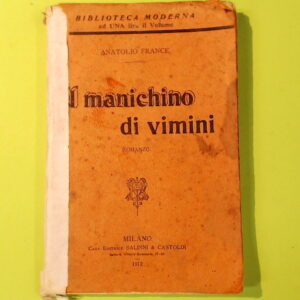 BIBLIOTECA MODERNA
ad UNA lira il Volume
ANATOLIO FRANCE
Il manichino
di vimini
ROMANZO
MILANO
CASA EDITRICE BALDINI & CASTOLDI